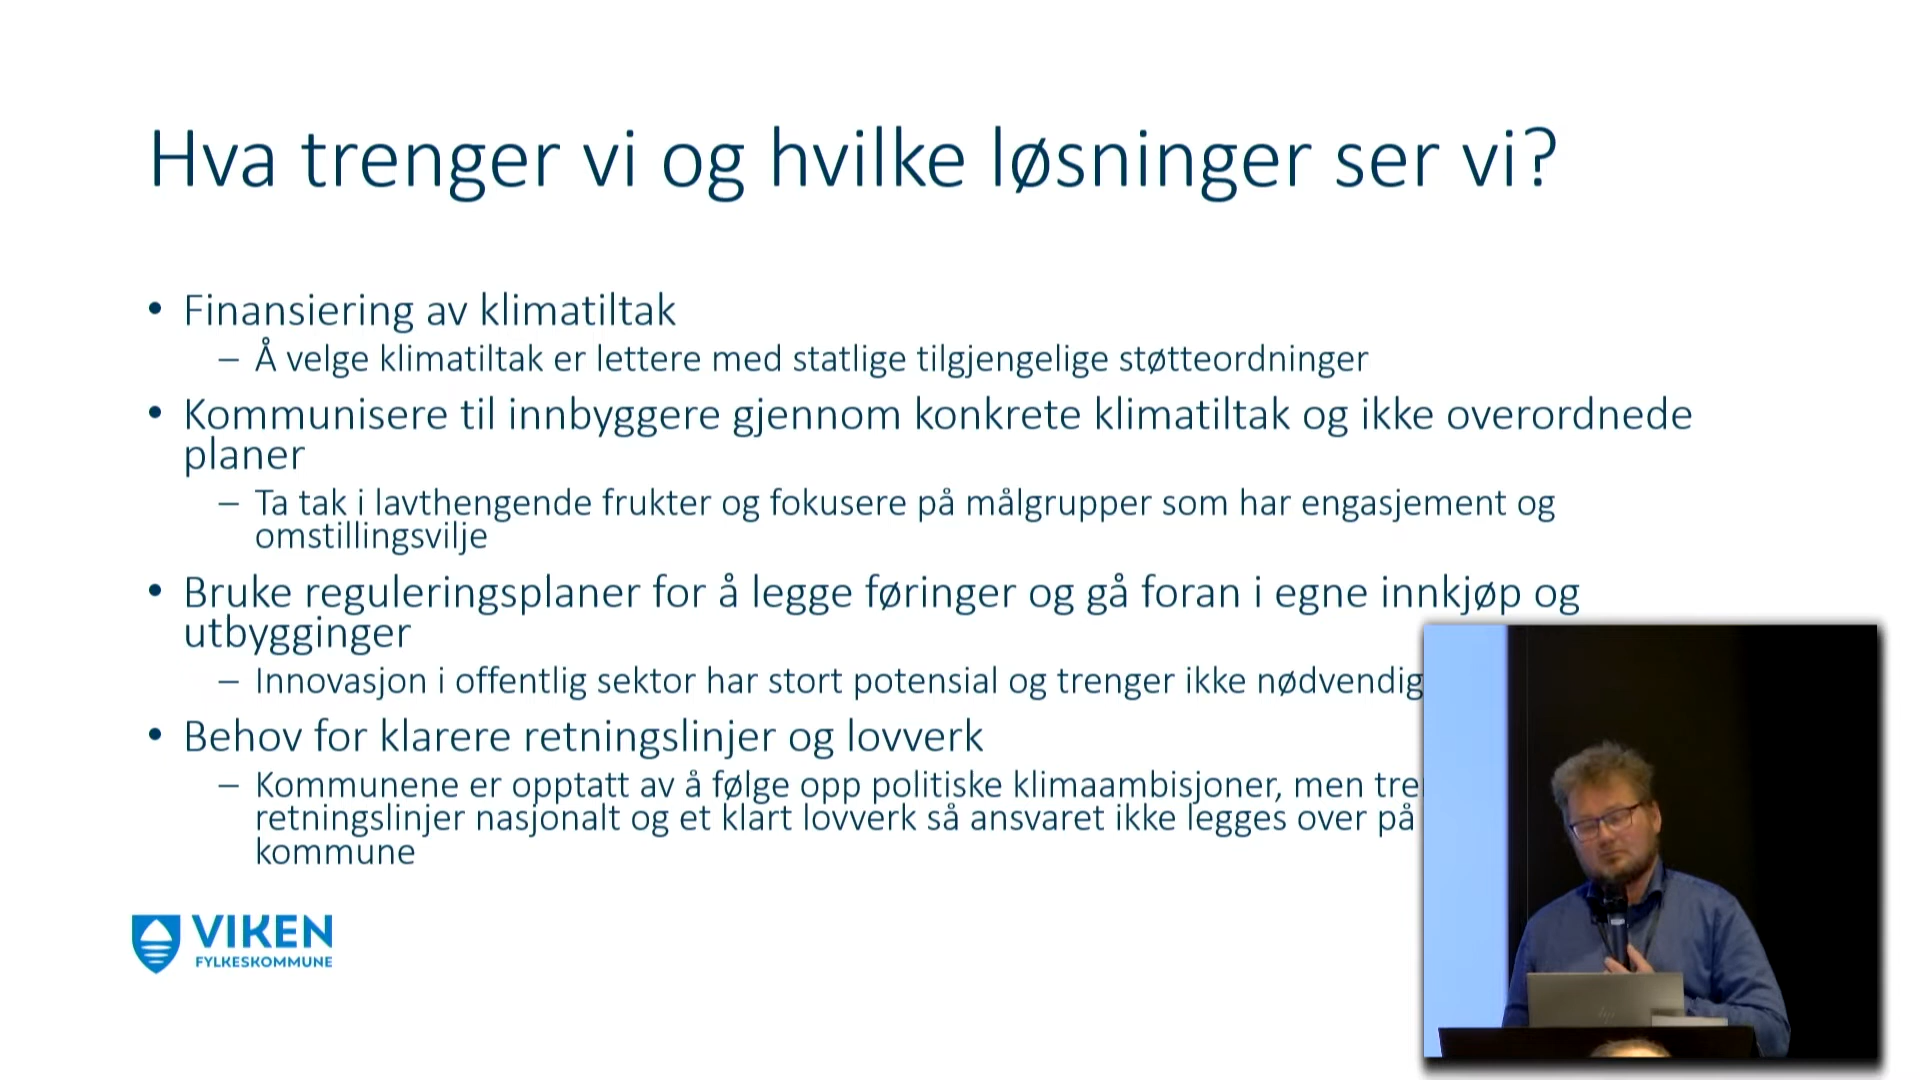 Hva trenger vi og hvilke løsninger ser vi?
• Finansiering av klimatiltak
– Å velge klimatiltak er lettere med statlige tilgjengelige støtteordninger
• Kommunisere til innbyggere gjennom konkrete klimatiltak og ikke overordnede
planer
– Ta tak i lavthengende frukter og fokusere på målgrupper som har engasjement og
omstillingsvilje
• Bruke reguleringsplaner for å legge føringer og gå foran i egne innkjøp og
utbygginger
– Innovasjon i offentlig sektor har stort potensial og trenger ikke
• Behov for klarere retningslinjer og lovverk
– Kommunene er opptatt av å følge opp politiske klimaambisjoner, men
retningslinjer nasjonalt og et klart lovverk så ansvaret ikke legges over på
kommune
VIKEN
FYLKESKOMMUNE